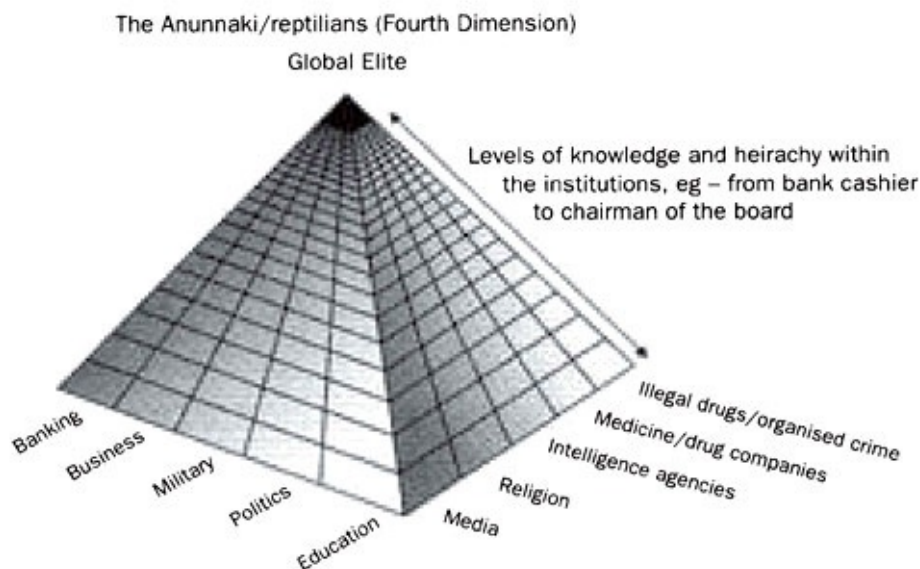 The Anunnaki/reptilians (Fourth Dimension)
Global Elite
Levels of knowledge and heirachy within
the institutions, eg – from bank cashier
to chairman of the board
Banking
Business
Military
Politics
Education
Media
Religion
Intelligence agencies
Medicine/drug companies
Illegal drugs/organised crime